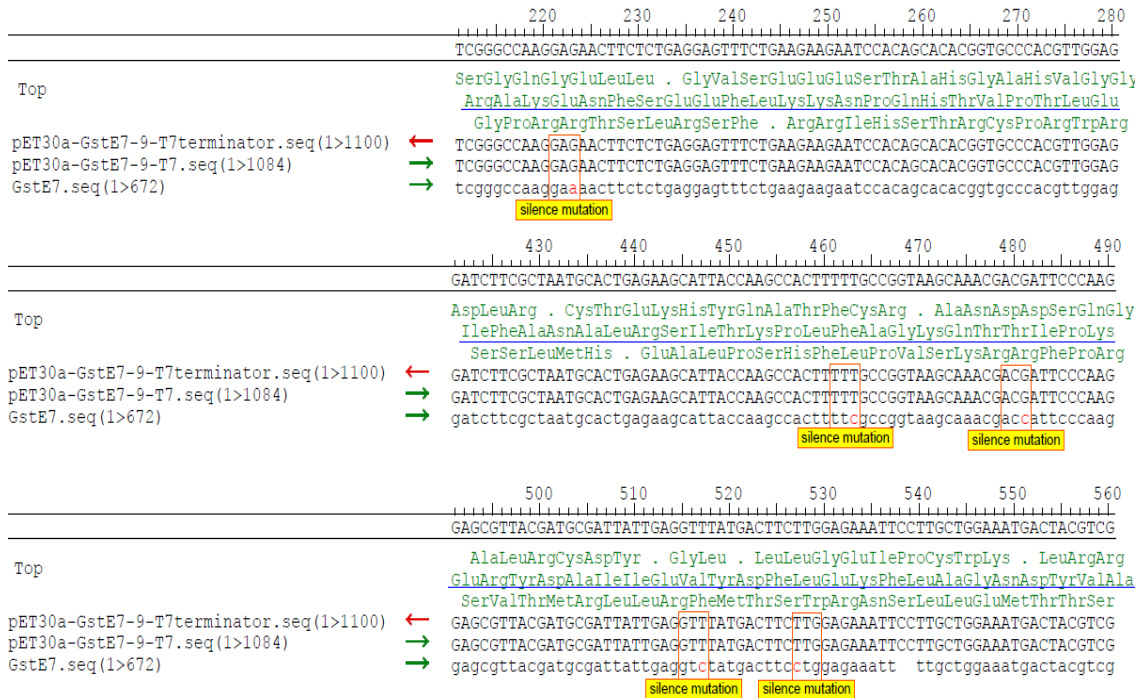 220 230 240 250 260 270 280
TCGGGCCAAGGAGAACTTCTCTGAGGAGTTTCTGAAGAAGAATCCACAGCACACGGTGCCCACGTTGGAG
SerGlyGlnGlyGluLeuLeu . GlyValSerGluGluGluSerThrAlaHisGlyAlaHisValGlyGly
Top
ArgAlaLysGluAsnPheSerGluGluPheLeuLysLysAsnProGlnHisThrValProThrLeuGlu
GlyProArgArgThrSerLeuArgSerPhe . ArgArgIleHisSerThrArgCysProArgTrpArg
pET30a-GstE7-9-T7terminator.seq(1>1100) ← TCGGGCCAAGGAGAACTTCTCTGAGGAGTTTCTGAAGAAGAATCCACAGCACACGGTGCCCACGTTGGAG
pET30a-GstE7-9-T7.seq(1>1084) → TCGGGCCAAGGAGAACTTCTCTGAGGAGTTTCTGAAGAAGAATCCACAGCACACGGTGCCCACGTTGGAG
GstE7.seq(1>672) → tcgggccaaggaaaacttctctgaggagtttctgaagaagaatccacagcacacggtgcccacgttggag
silence mutation
430 440 450 460 470 480 490
GATCTTCGCTAATGCACTGAGAAGCATTACCAAGCCACTTTTTGCCGGTAAGCAAACGACGATTCCCAAG
AspLeuArg . CysThrGluLysHisTyrGlnAlaThrPheCysArg . AlaAsnAspAspSerGlnGly
Top
IlePheAlaAsnAlaLeuArgSerIleThrLysProLeuPheAlaGlyLysGlnThrThrIleProLys
SerSerLeuMetHis . GluAlaLeuProSerHisPheLeuProValSerLysArgArgPheProArg
pET30a-GstE7-9-T7terminator.seq(1>1100) ← GATCTTCGCTAATGCACTGAGAAGCATTACCAAGCCACTTTTTGCCGGTAAGCAAACGACGATTCCCAAG
pET30a-GstE7-9-T7.seq(1>1084) → GATCTTCGCTAATGCACTGAGAAGCATTACCAAGCCACTTTTTGCCGGTAAGCAAACGACGATTCCCAAG
GstE7.seq(1>672) → gatcttcgctaatgcactgagaagcattaccaagccacttttcgccggtaagcaaacgaccattcccaag
silence mutation silence mutation
500 510 520 530 540 550 560
GAGCGTTACGATGCGATTATTGAGGTTTATGACTTCTTGGAGAAATTCCTTGCTGGAAATGACTACGTCG
AlaLeuArgCysAspTyr . GlyLeu . LeuLeuGlyGluIleProCysTrpLys . LeuArgArg
Top
GluArgTyrAspAlaIleIleGluValTyrAspPheLeuGluLysPheLeuAlaGlyAsnAspTyrValAla
SerValThrMetArgLeuLeuArgPheMetThrSerTrpArgAsnSerLeuLeuGluMetThrThrSer
pET30a-GstE7-9-T7terminator.seq(1>1100) ← GAGCGTTACGATGCGATTATTGAGGTTTATGACTTCTTGGAGAAATTCCTTGCTGGAAATGACTACGTCG
pET30a-GstE7-9-T7.seq(1>1084) → GAGCGTTACGATGCGATTATTGAGGTTTATGACTTCTTGGAGAAATTCCTTGCTGGAAATGACTACGTCG
GstE7.seq(1>672) → gagcgttacgatgcgattattgaggtctatgacttcctggagaaatt ttgctggaaatgactacgtcg
silence mutation silence mutation